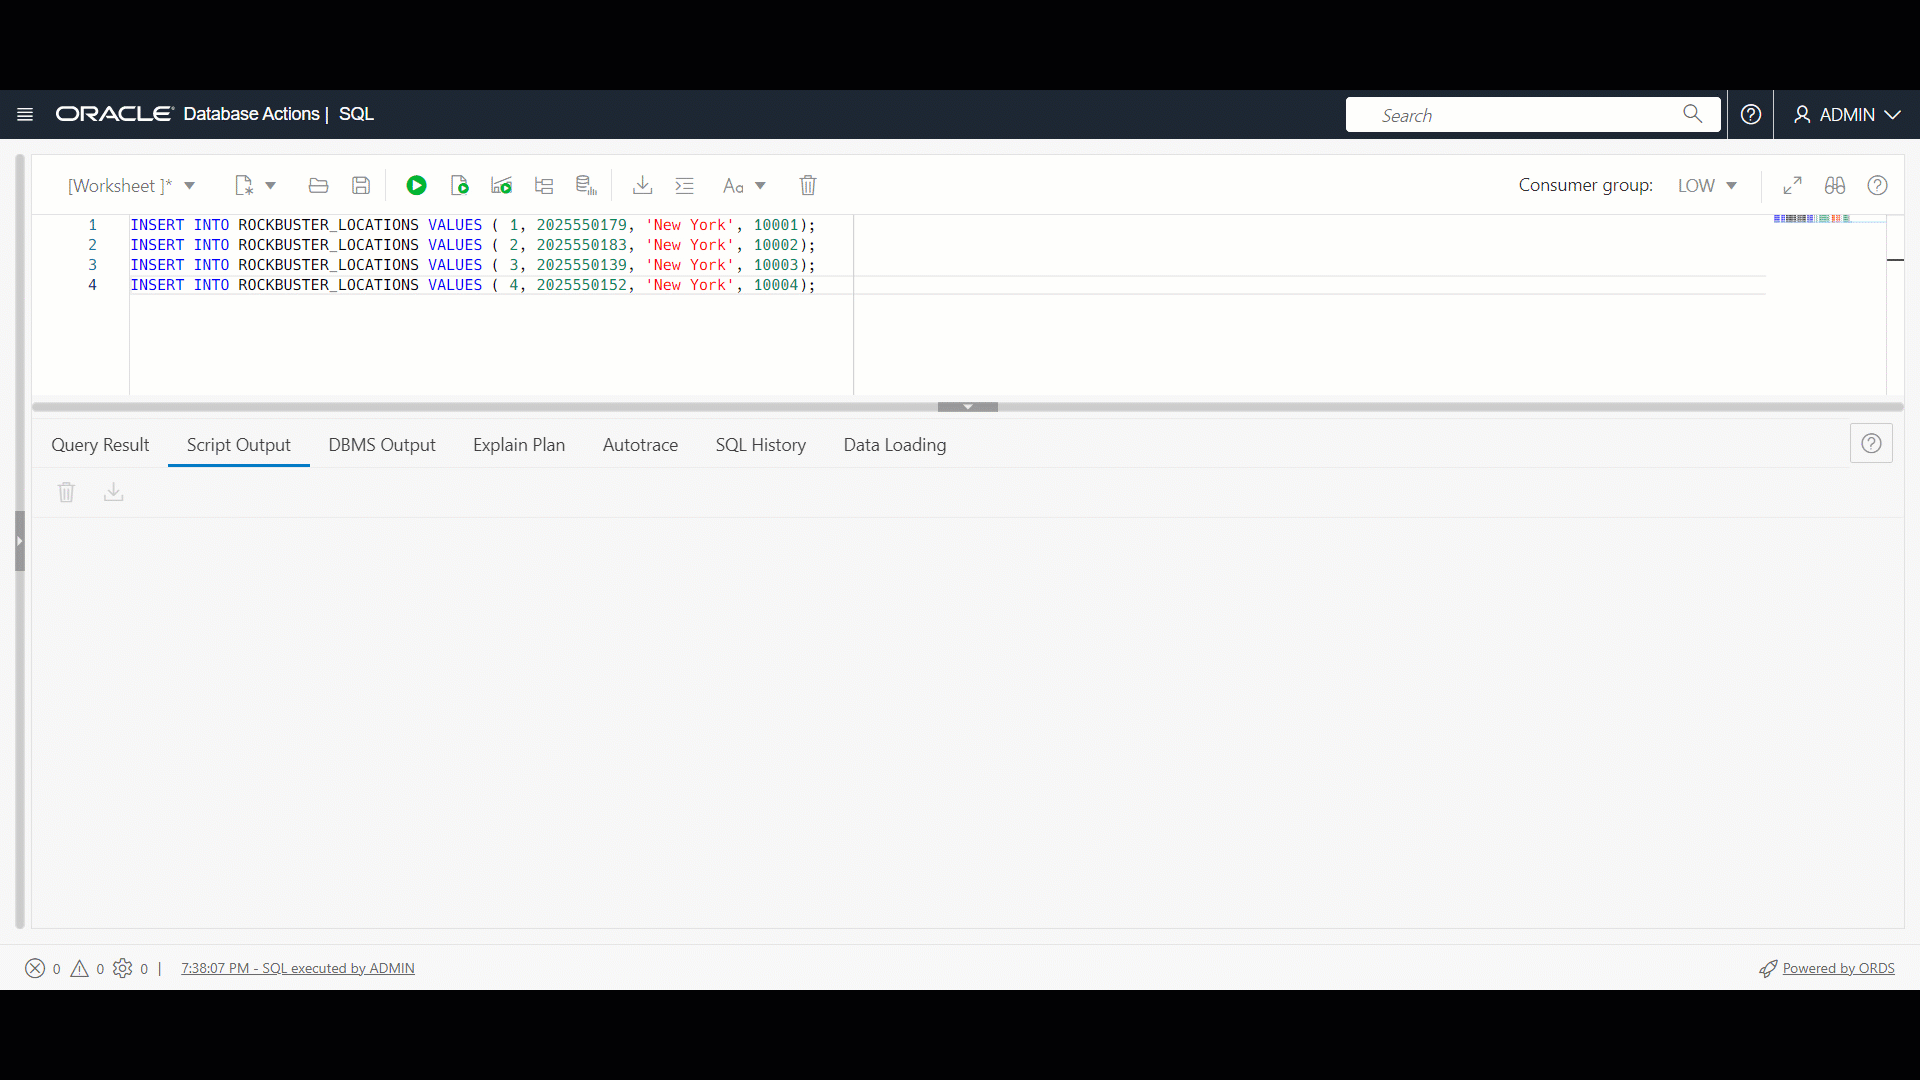 ORACLE Database Actions | SQL
Search
ADMIN
[Worksheet ]*
Aa
Consumer group: LOW
1 INSERT INTO ROCKBUSTER_LOCATIONS VALUES ( 1, 2025550179, 'New York', 10001);
2 INSERT INTO ROCKBUSTER_LOCATIONS VALUES ( 2, 2025550183, 'New York', 10002);
3 INSERT INTO ROCKBUSTER_LOCATIONS VALUES ( 3, 2025550139, 'New York', 10003);
4 INSERT INTO ROCKBUSTER_LOCATIONS VALUES ( 4, 2025550152, 'New York', 10004);
Query Result Script Output DBMS Output Explain Plan Autotrace SQL History Data Loading
0 0 0 | 7:38:07 PM - SQL executed by ADMIN
Powered by ORDS